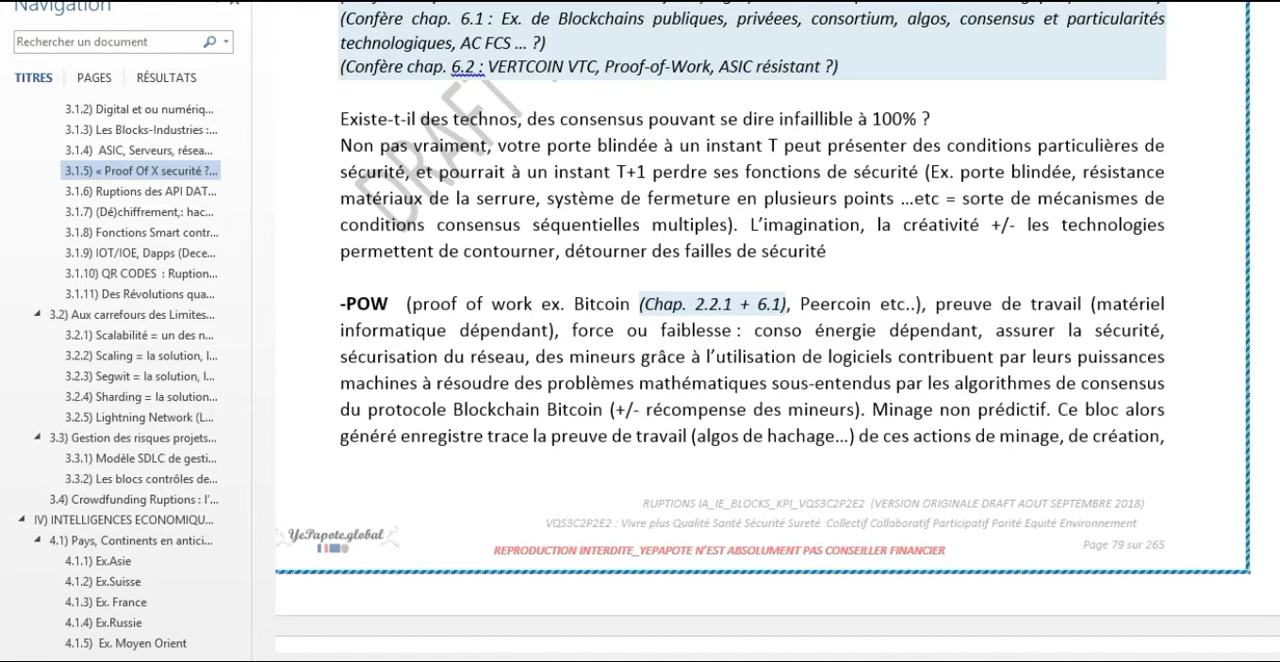 Navigation
Rechercher un document
TITRES PAGES RÉSULTATS
3.1.2) Digital et ou numériq...
3.1.3) Les Blocks-Industries :...
3.1.4) ASIC, Serveurs, résea...
3.1.5) « Proof Of X securité ?...
3.1.6) Ruptions des API DAT...
3.1.7) (Dé)chiffrement,: hac...
3.1.8) Fonctions Smart contr...
3.1.9) IOT/IOE, Dapps (Dece...
3.1.10) QR CODES : Ruption...
3.1.11) Des Révolutions qua...
3.2) Aux carrefours des Limites...
3.2.1) Scalabilité = un des n...
3.2.2) Scaling = la solution, l...
3.2.3) Segwit = la solution, l...
3.2.4) Sharding = la solution...
3.2.5) Lightning Network (L...
3.3) Gestion des risques projets...
3.3.1) Modèle SDLC de gesti...
3.3.2) Les blocs contrôles de...
3.4) Crowdfunding Ruptions : l'...
IV) INTELLIGENCES ECONOMIQU...
4.1) Pays, Continents en antici...
4.1.1) Ex.Asie
4.1.2) Ex.Suisse
4.1.3) Ex. France
4.1.4) Ex.Russie
4.1.5) Ex. Moyen Orient
(Confère chap. 6.1 : Ex. de Blockchains publiques, privéees, consortium, algos, consensus et particularités
technologiques, AC FCS ... ?)
(Confère chap. 6.2 : VERTCOIN VTC, Proof-of-Work, ASIC résistant ?)
DRAFT
Existe-t-il des technos, des consensus pouvant se dire infaillible à 100% ?
Non pas vraiment, votre porte blindée à un instant T peut présenter des conditions particulières de
sécurité, et pourrait à un instant T+1 perdre ses fonctions de sécurité (Ex. porte blindée, résistance
matériaux de la serrure, système de fermeture en plusieurs points ...etc = sorte de mécanismes de
conditions consensus séquentielles multiples). L'imagination, la créativité +/- les technologies
permettent de contourner, détourner des failles de sécurité
-POW (proof of work ex. Bitcoin (Chap. 2.2.1 + 6.1), Peercoin etc..), preuve de travail (matériel
informatique dépendant), force ou faiblesse : conso énergie dépendant, assurer la sécurité,
sécurisation du réseau, des mineurs grâce à l'utilisation de logiciels contribuent par leurs puissances
machines à résoudre des problèmes mathématiques sous-entendus par les algorithmes de consensus
du protocole Blockchain Bitcoin (+/- récompense des mineurs). Minage non prédictif. Ce bloc alors
généré enregistre trace la preuve de travail (algos de hachage...) de ces actions de minage, de création,
RUPTIONS IA_IE_BLOCKS_KPI_VQS3C2P2E2 (VERSION ORIGINALE DRAFT AOUT SEPTEMBRE 2018)
VQS3C2P2E2 : Vivre plus Qualité Santé Sécurité Sureté Collectif Collaboratif Participatif Parité Equité Environnement
YePapote.global
REPRODUCTION INTERDITE_YEPAPOTE N'EST ABSOLUMENT PAS CONSEILLER FINANCIER
Page 79 sur 265